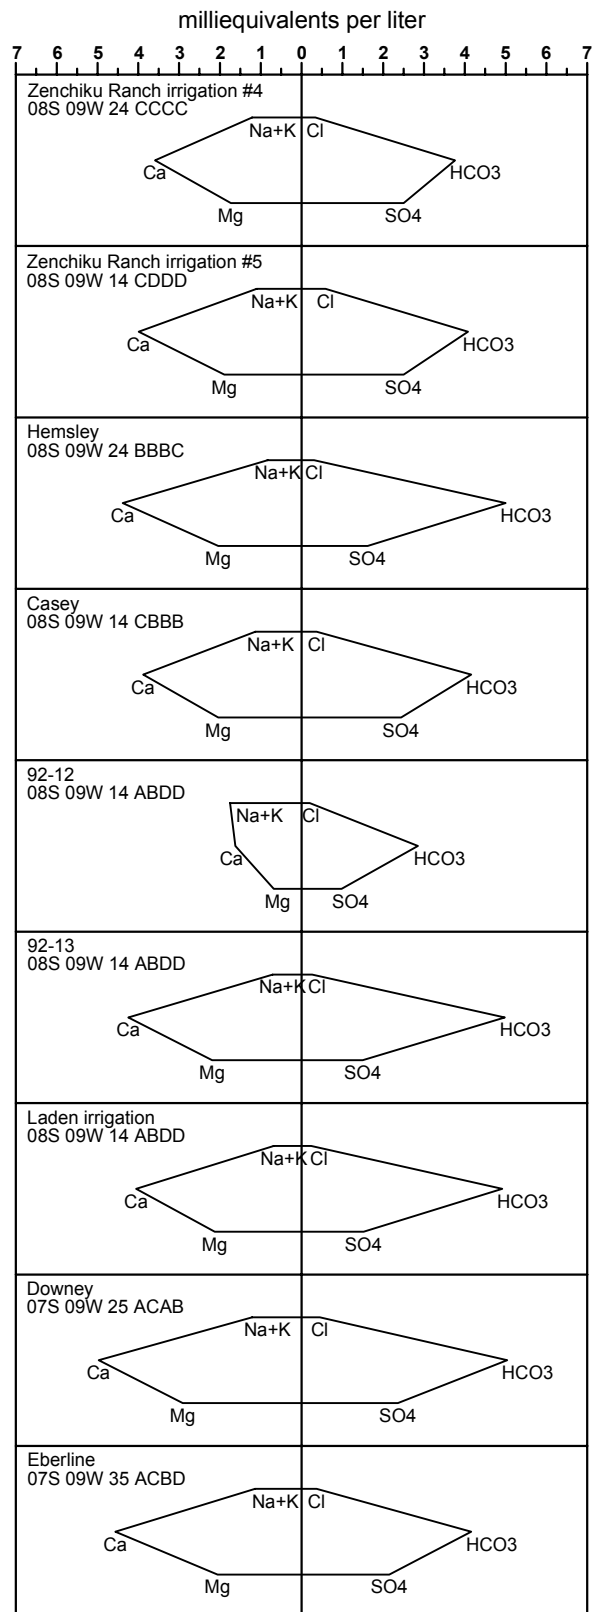 milliequivalents per liter
7 6 5 4 3 2 1 0 1 2 3 4 5 6 7
Zenchiku Ranch irrigation #4
08S 09W 24 CCCC
Na+K Cl
Ca HCO3
Mg SO4
Zenchiku Ranch irrigation #5
08S 09W 14 CDDD
Na+K Cl
Ca HCO3
Mg SO4
Hemsley
08S 09W 24 BBBC
Na+K Cl
Ca HCO3
Mg SO4
Casey
08S 09W 14 CBBB
Na+K Cl
Ca HCO3
Mg SO4
92-12
08S 09W 14 ABDD
Na+K Cl
Ca HCO3
Mg SO4
92-13
08S 09W 14 ABDD
Na+K Cl
Ca HCO3
Mg SO4
Laden irrigation
08S 09W 14 ABDD
Na+K Cl
Ca HCO3
Mg SO4
Downey
07S 09W 25 ACAB
Na+K Cl
Ca HCO3
Mg SO4
Eberline
07S 09W 35 ACBD
Na+K Cl
Ca HCO3
Mg SO4